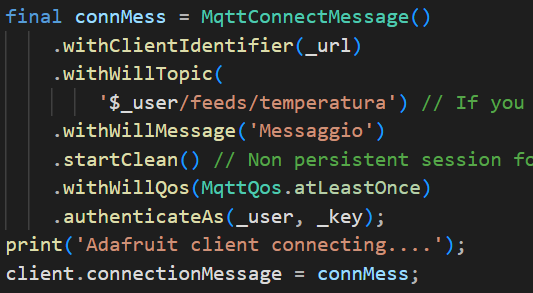 final connMess = MqttConnectMessage()
.withClientIdentifier(_url)
.withWillTopic(
'$_user/feeds/temperatura') // If you
.withWillMessage('Messaggio')
.startClean() // Non persistent session fo
.withWillQos(MqttQos.atLeastOnce)
.authenticateAs(_user, _key);
print('Adafruit client connecting....');
client.connectionMessage = connMess;